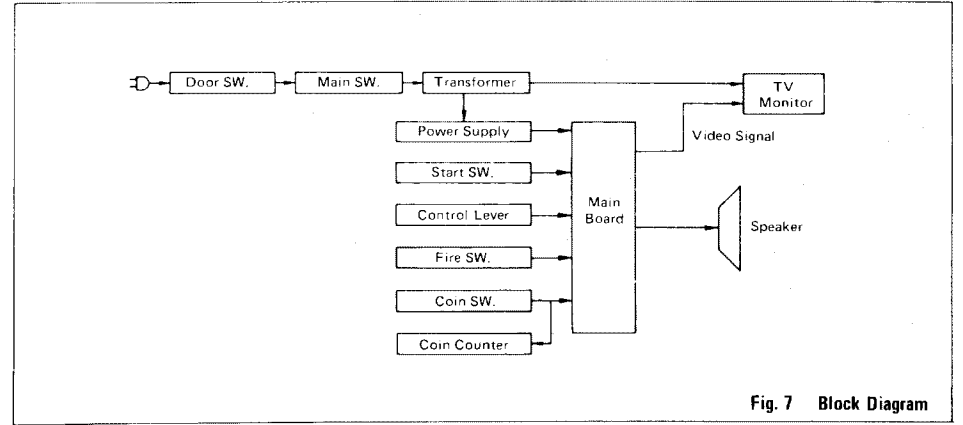 Door SW.
Main SW.
Transformer
TV
Monitor
Power Supply
Video Signal
Start SW.
Main
Board
Control Lever
Speaker
Fire SW.
Coin SW.
Coin Counter
Fig. 7 Block Diagram